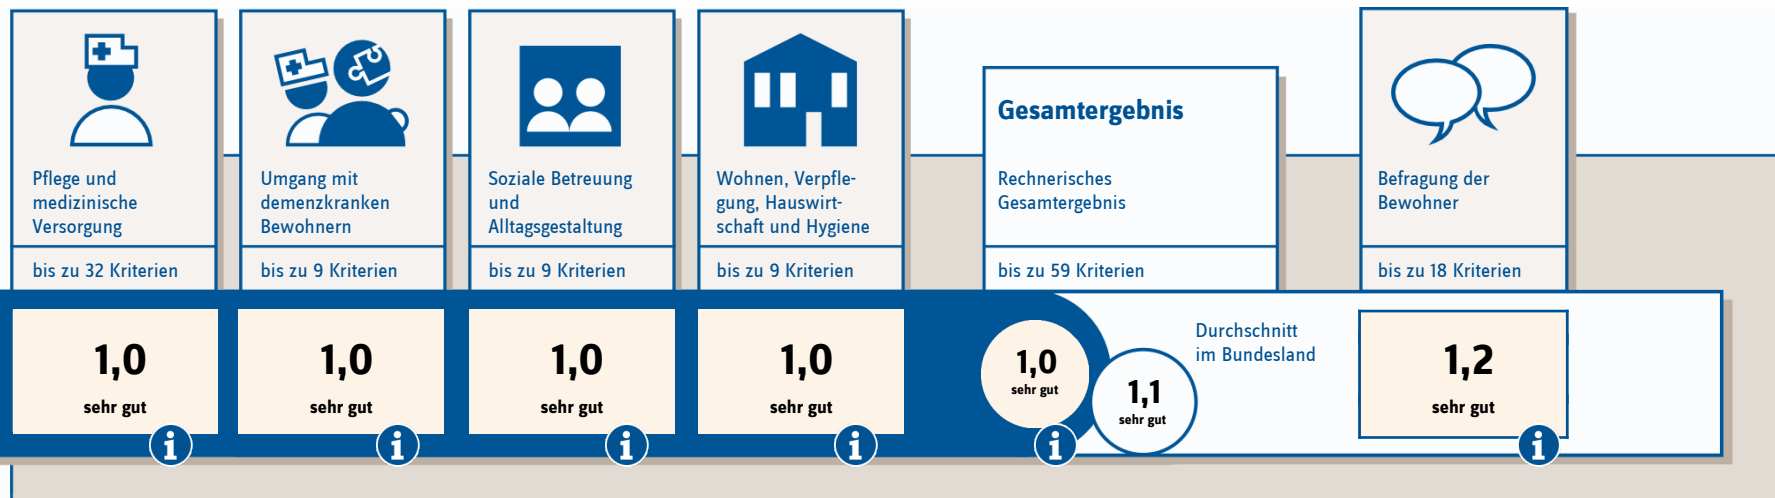 Pflege und
medizinische
Versorgung
bis zu 32 Kriterien
1,0
sehr gut
i
Umgang mit
demenzkranken
Bewohnern
bis zu 9 Kriterien
1,0
sehr gut
i
Soziale Betreuung
und
Alltagsgestaltung
bis zu 9 Kriterien
1,0
sehr gut
i
Wohnen, Verpfle-
gung, Hauswirt-
schaft und Hygiene
bis zu 9 Kriterien
1,0
sehr gut
i
Gesamtergebnis
Rechnerisches
Gesamtergebnis
bis zu 59 Kriterien
1,0
sehr gut
i
1,1
sehr gut
Durchschnitt
im Bundesland
Befragung der
Bewohner
bis zu 18 Kriterien
1,2
sehr gut
i